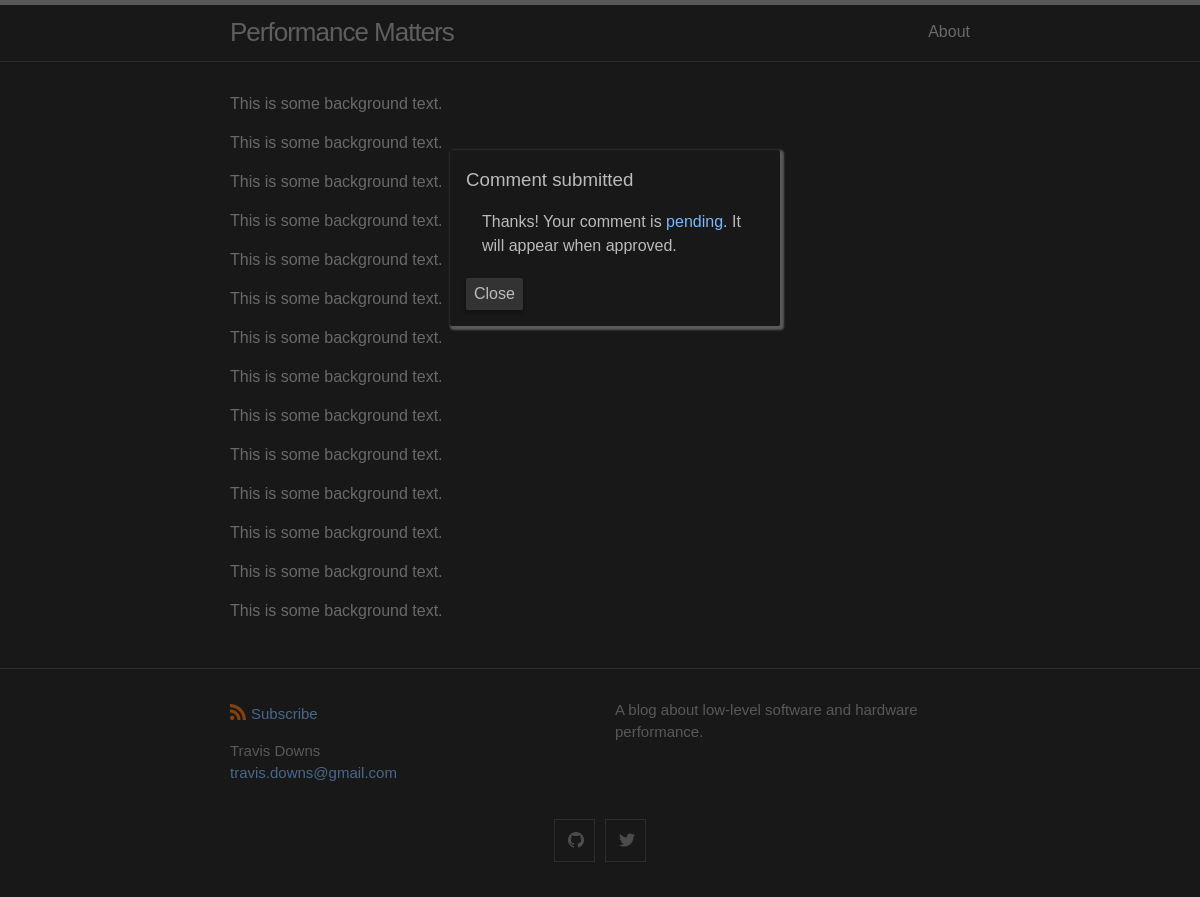 Performance Matters
About
This is some background text.
This is some background text.
This is some background text.
This is some background text.
This is some background text.
This is some background text.
This is some background text.
This is some background text.
This is some background text.
This is some background text.
This is some background text.
This is some background text.
This is some background text.
This is some background text.
Comment submitted
Thanks! Your comment is pending. It
will appear when approved.
Close
Subscribe
Travis Downs
travis.downs@gmail.com
A blog about low-level software and hardware
performance.